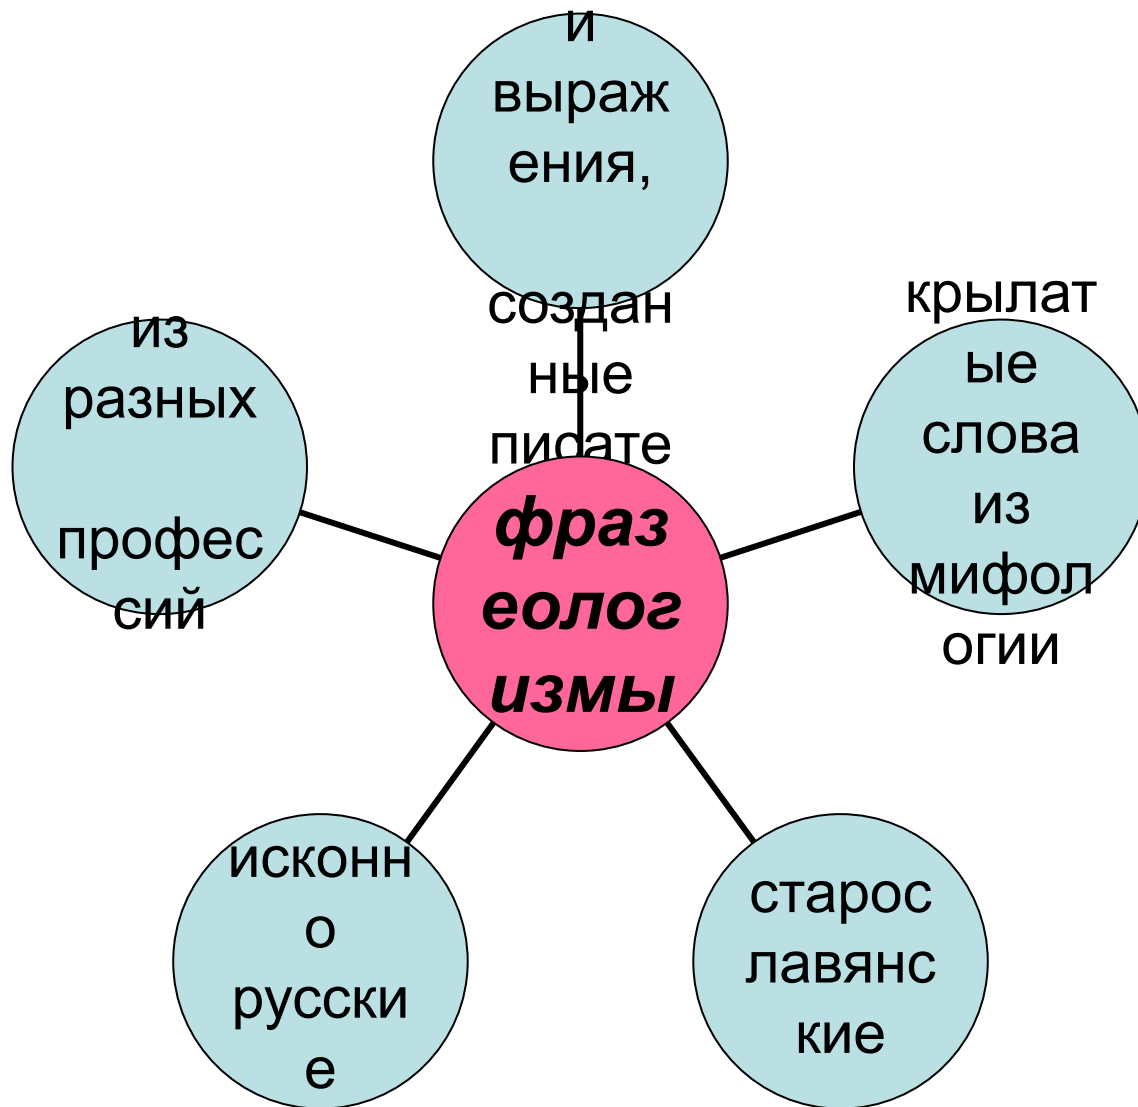 и
выраж
ения,
создан
ные
писате
крылат
ые
слова
из
мифол
огии
старос
лавянс
кие
исконн
о
русски
е
из
разных
профес
сий
фраз
еолог
измы